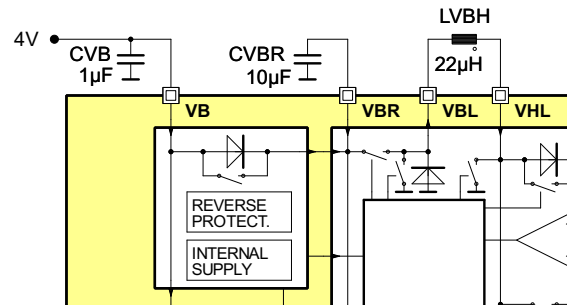 LVBH
4V
CVB
1µF
CVBR
10µF
22µH
VB
VBR
VBL
VHL
REVERSE
PROTECT.
INTERNAL
SUPPLY